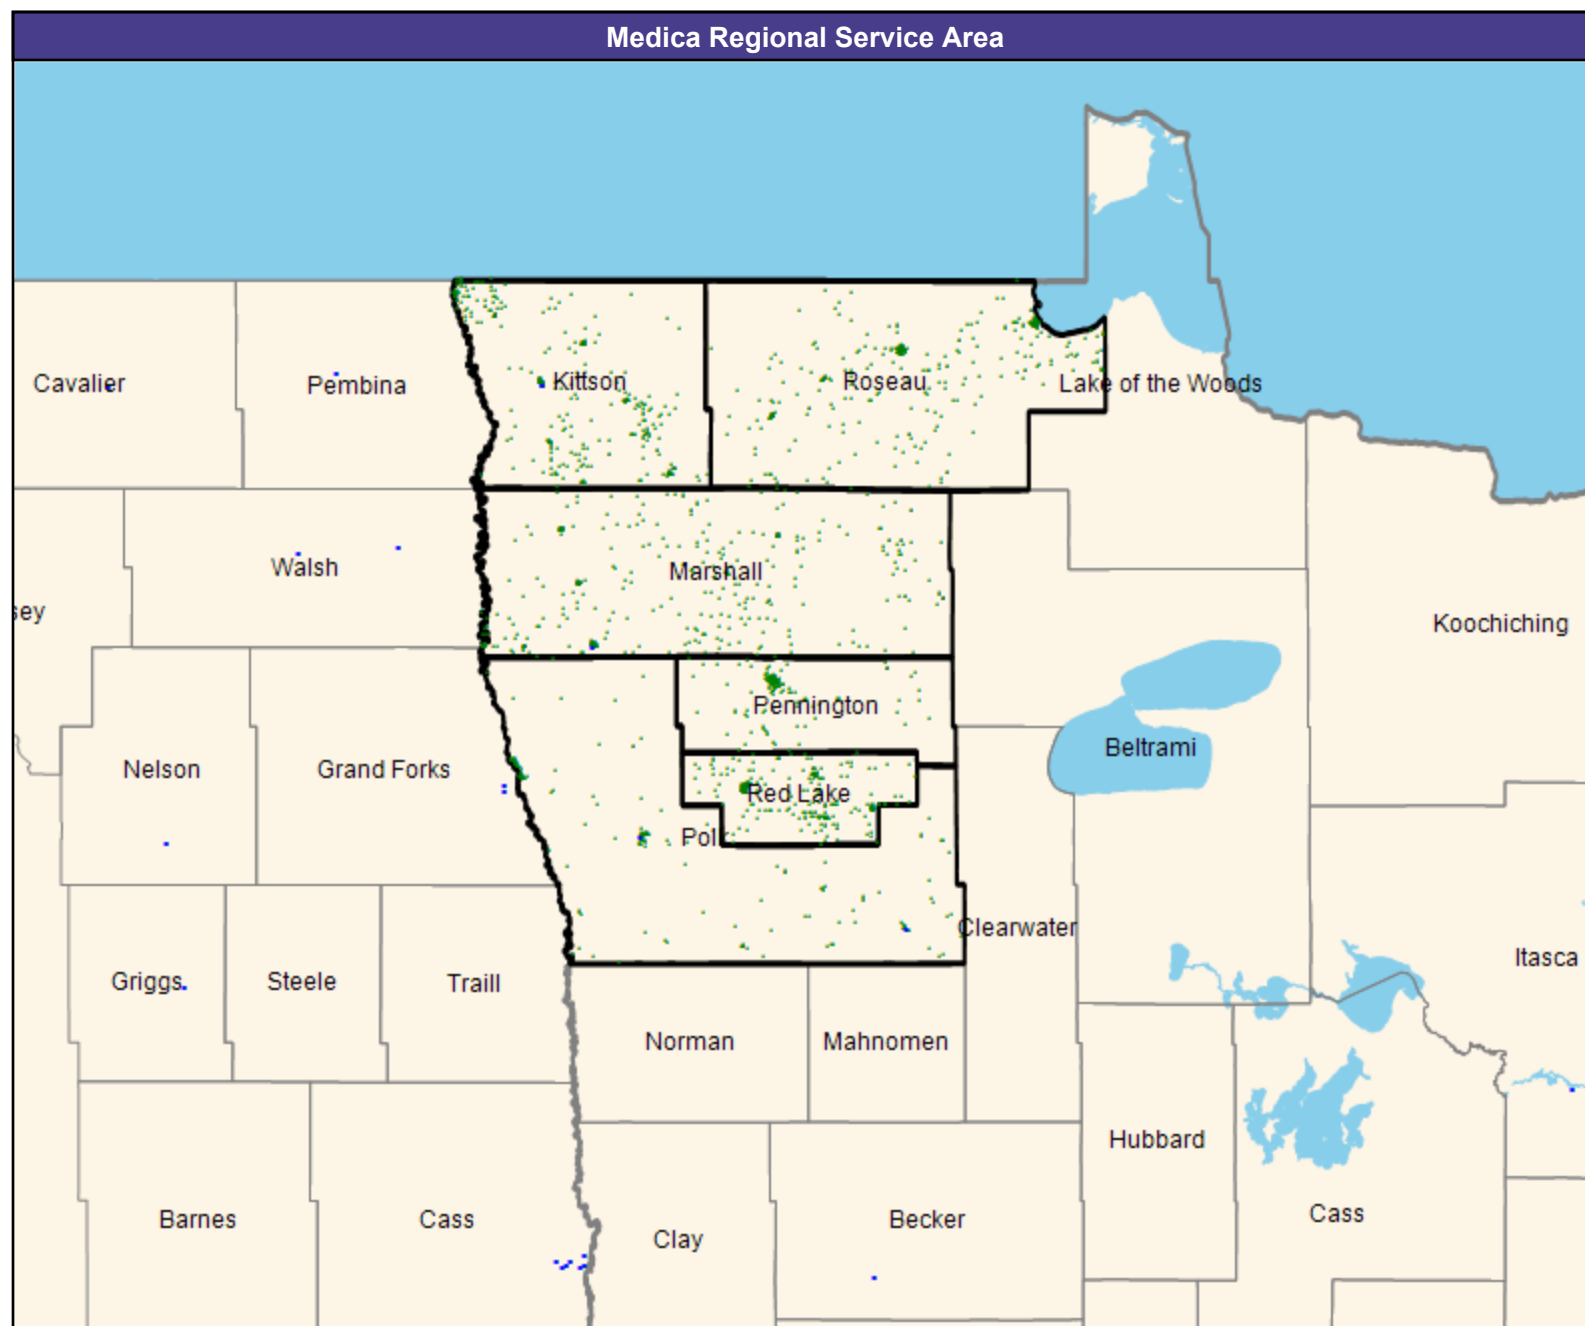 Medica Regional Service Area
Cavalier
Pembina
Kittson
Roseau
Lake of the Woods
Walsh
Marshall
sey
Koochiching
Pennington
Nelson
Grand Forks
Beltrami
Red Lake
Pol
Clearwater
Griggs
Steele
Traill
Itasca
Norman
Mahnomen
Hubbard
Barnes
Cass
Clay
Becker
Cass